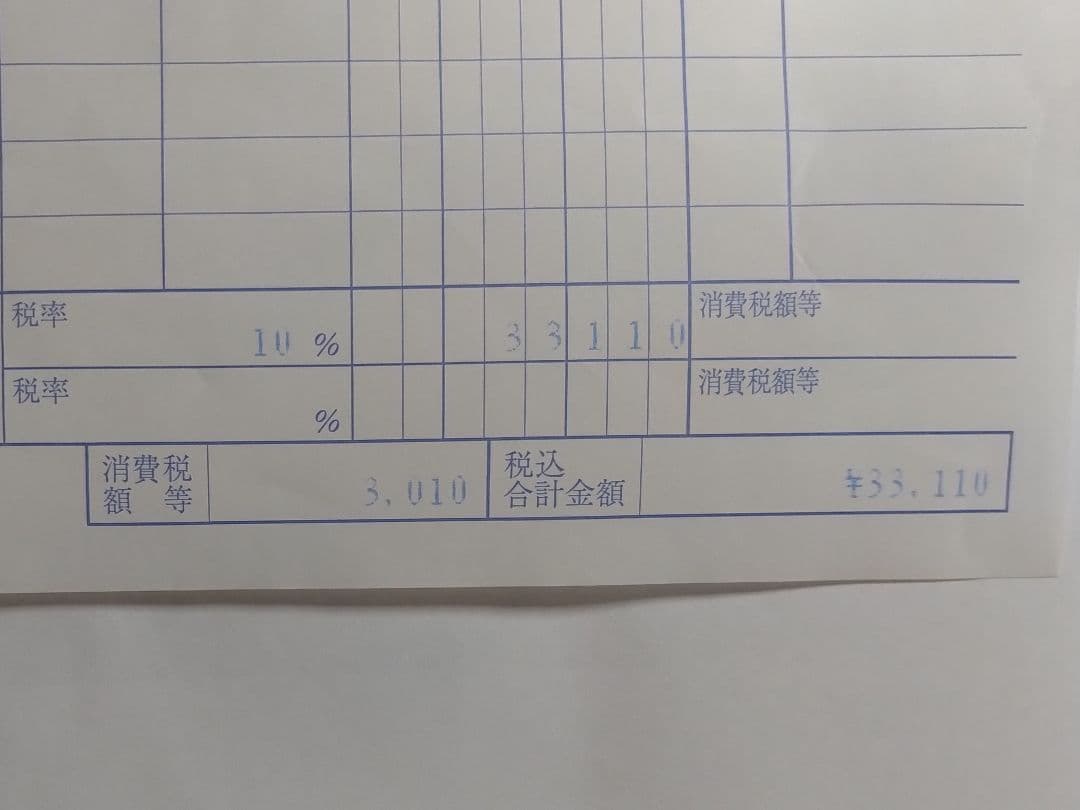 税率 10 % 33110 消費税額等
税率 % 消費税額等
消費税額等 3,010 税込合計金額 ¥33,110